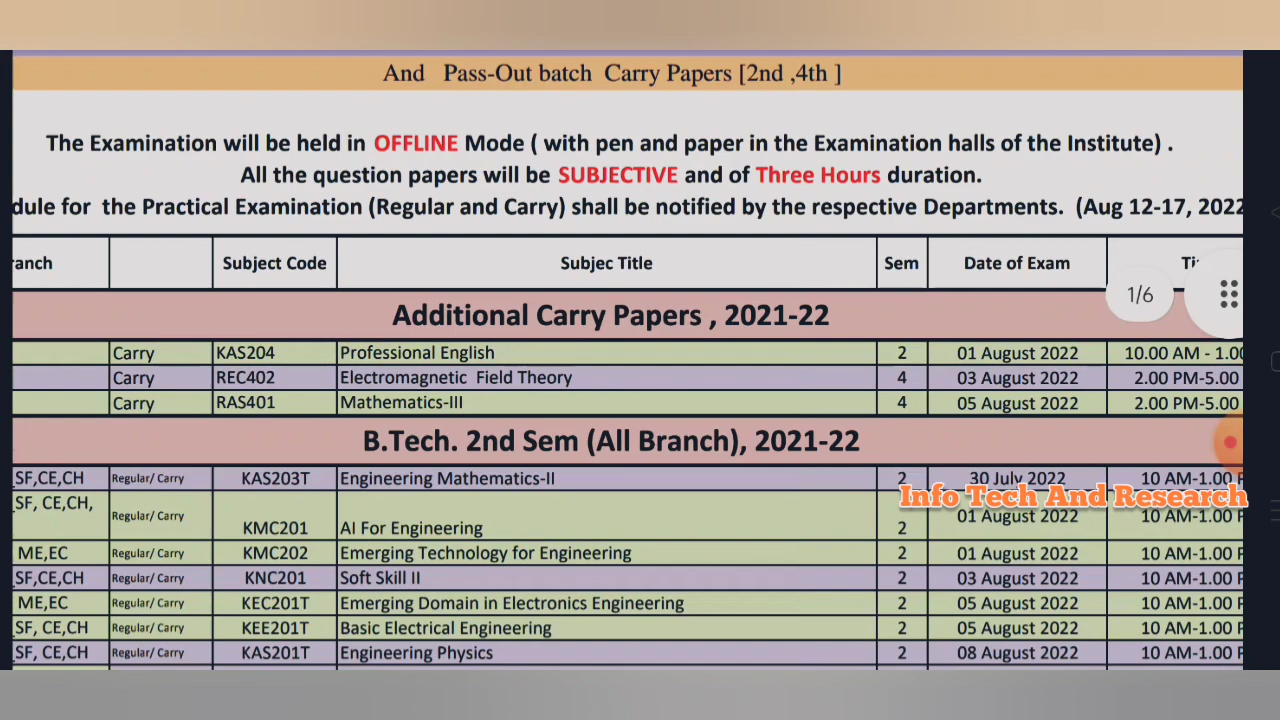 And Pass-Out batch Carry Papers [2nd ,4th ]
The Examination will be held in OFFLINE Mode ( with pen and paper in the Examination halls of the Institute) .
All the question papers will be SUBJECTIVE and of Three Hours duration.
for the Practical Examination (Regular and Carry) shall be notified by the respective Departments. (Aug 12-17, 2022
Subject Code Subjec Title Sem Date of Exam
1/6
Additional Carry Papers , 2021-22
Carry KAS204 Professional English 2 01 August 2022 10.00 AM - 1.00
Carry REC402 Electromagnetic Field Theory 4 03 August 2022 2.00 PM-5.00
Carry RAS401 Mathematics-III 4 05 August 2022 2.00 PM-5.00
B.Tech. 2nd Sem (All Branch), 2021-22
SF,CE,CH Regular/ Carry KAS203T Engineering Mathematics-II 2 30 July 2022 10 AM-1.00
Info Tech And Research
SF, CE,CH, Regular/ Carry KMC201 AI For Engineering 2 01 August 2022 10 AM-1.00
ME,EC Regular/ Carry KMC202 Emerging Technology for Engineering 2 01 August 2022 10 AM-1.00
SF,CE,CH Regular/ Carry KNC201 Soft Skill II 2 03 August 2022 10 AM-1.00
ME,EC Regular/ Carry KEC201T Emerging Domain in Electronics Engineering 2 05 August 2022 10 AM-1.00
SF, CE,CH Regular/ Carry KEE201T Basic Electrical Engineering 2 05 August 2022 10 AM-1.00
SF, CE,CH Regular/ Carry KAS201T Engineering Physics 2 08 August 2022 10 AM-1.00